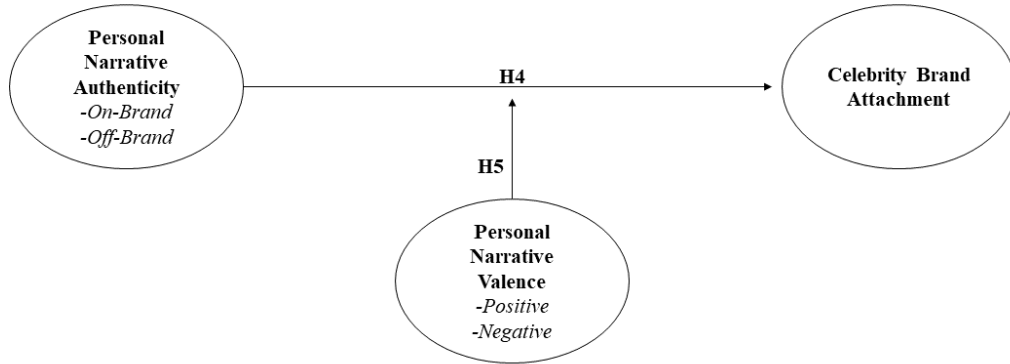 Personal
Narrative
Authenticity
-On-Brand
-Off-Brand
H4
Celebrity Brand
Attachment
H5
Personal
Narrative
Valence
-Positive
-Negative